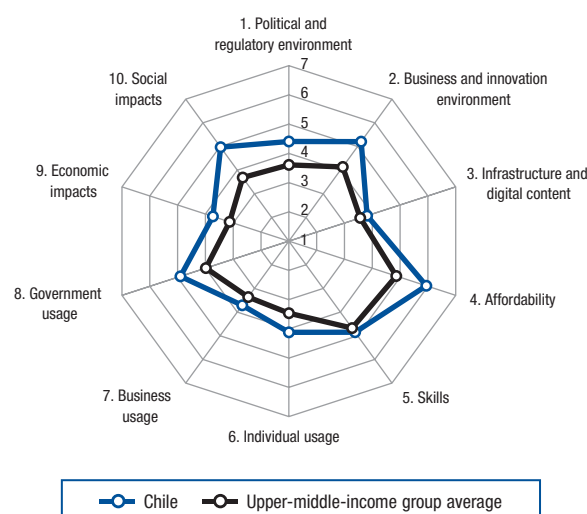 1. Political and
regulatory environment
2. Business and innovation
environment
3. Infrastructure and
digital content
4. Affordability
5. Skills
6. Individual usage
7. Business
usage
8. Government
usage
9. Economic
impacts
10. Social
impacts
7
6
5
4
3
2
1
Chile
Upper-middle-income group average